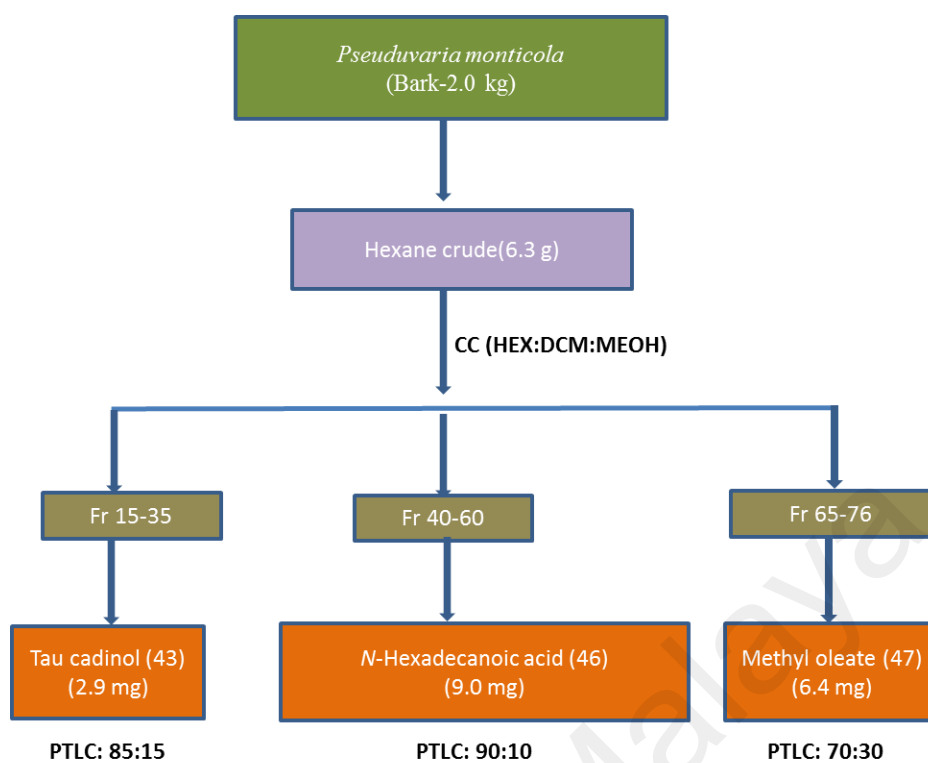 Pseuduvaria monticola
(Bark-2.0 kg)
Hexane crude(6.3 g)
CC (HEX:DCM:MEOH)
Fr 15-35
Fr 40-60
Fr 65-76
Tau cadinol (43)
(2.9 mg)
N-Hexadecanoic acid (46)
(9.0 mg)
Methyl oleate (47)
(6.4 mg)
PTLC: 85:15
PTLC: 90:10
PTLC: 70:30
Malaya